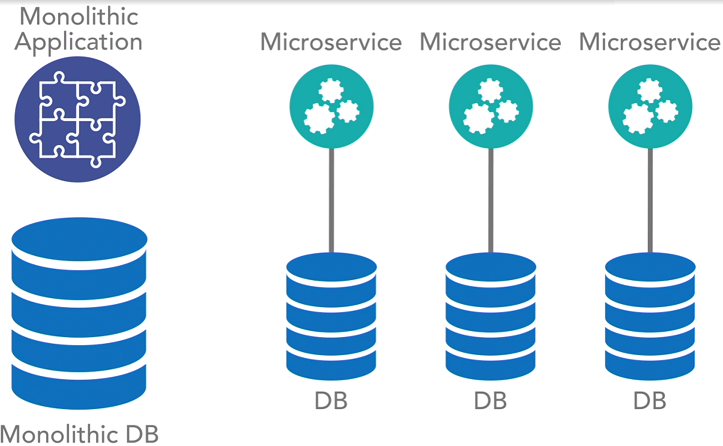 Monolithic
Application
Microservice
Microservice
Microservice
Monolithic DB
DB
DB
DB